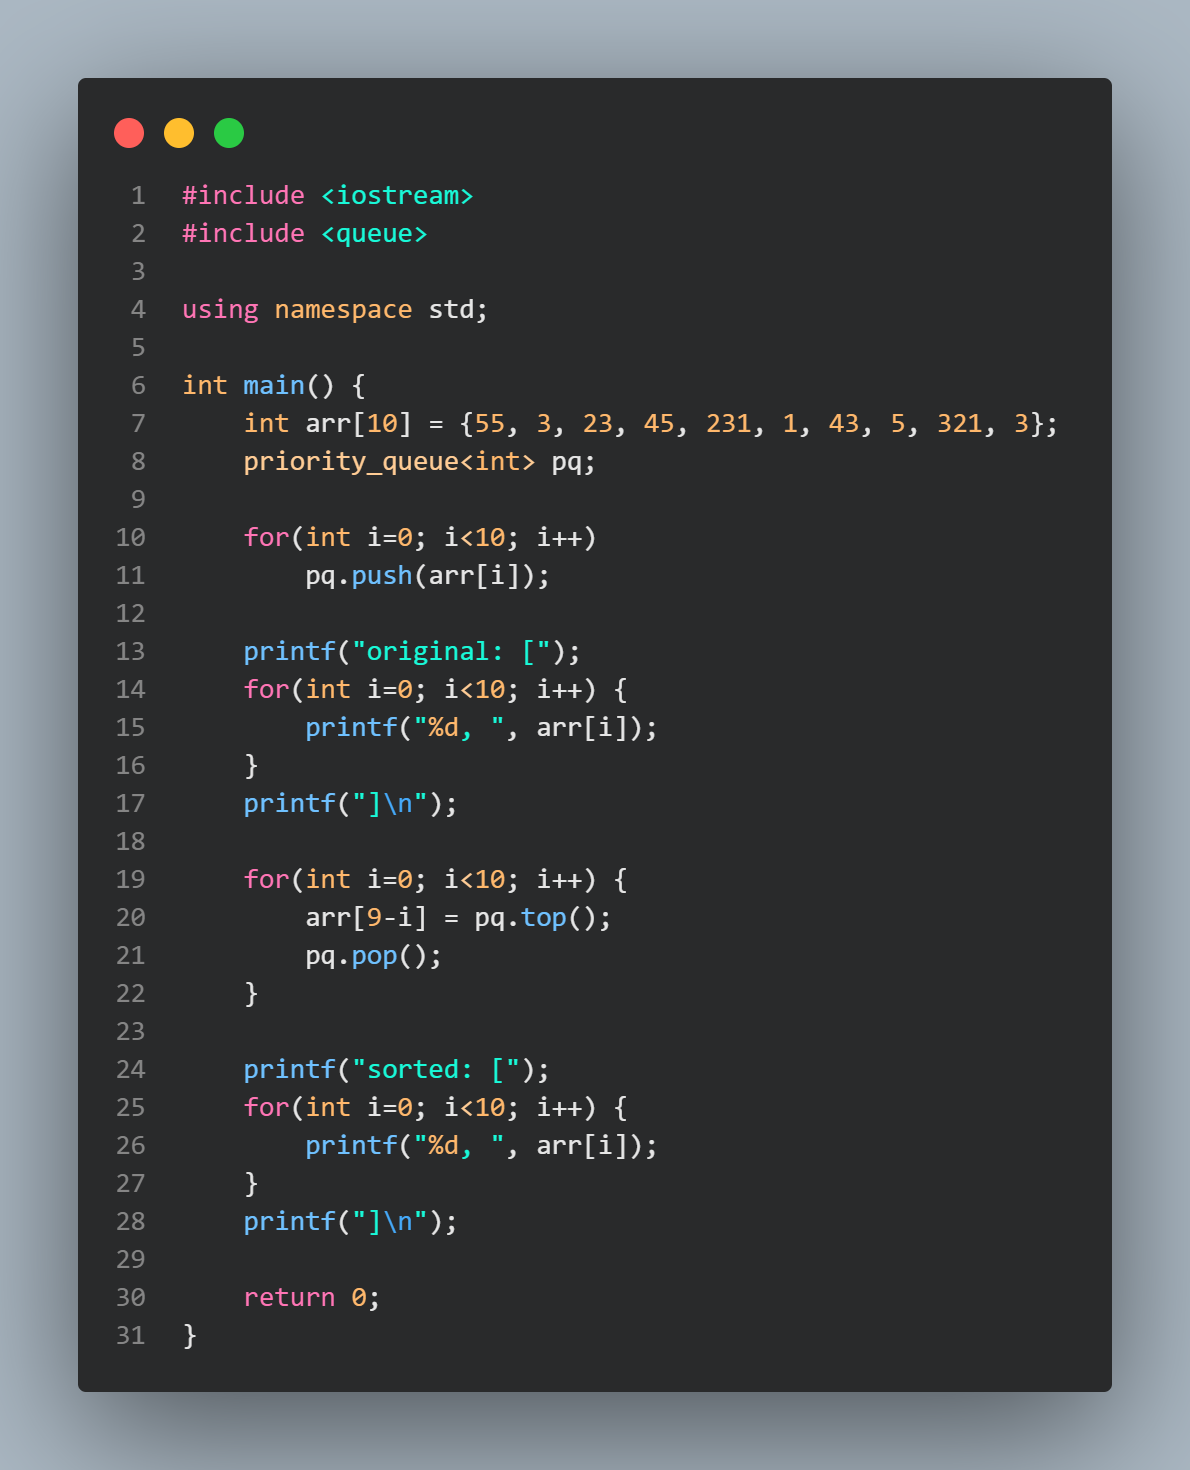 1 #include <iostream>
2 #include <queue>
3
4 using namespace std;
5
6 int main() {
7     int arr[10] = {55, 3, 23, 45, 231, 1, 43, 5, 321, 3};
8     priority_queue<int> pq;
9
10     for(int i=0; i<10; i++)
11         pq.push(arr[i]);
12
13     printf("original: [");
14     for(int i=0; i<10; i++) {
15         printf("%d, ", arr[i]);
16     }
17     printf("]\n");
18
19     for(int i=0; i<10; i++) {
20         arr[9-i] = pq.top();
21         pq.pop();
22     }
23
24     printf("sorted: [");
25     for(int i=0; i<10; i++) {
26         printf("%d, ", arr[i]);
27     }
28     printf("]\n");
29
30     return 0;
31 }